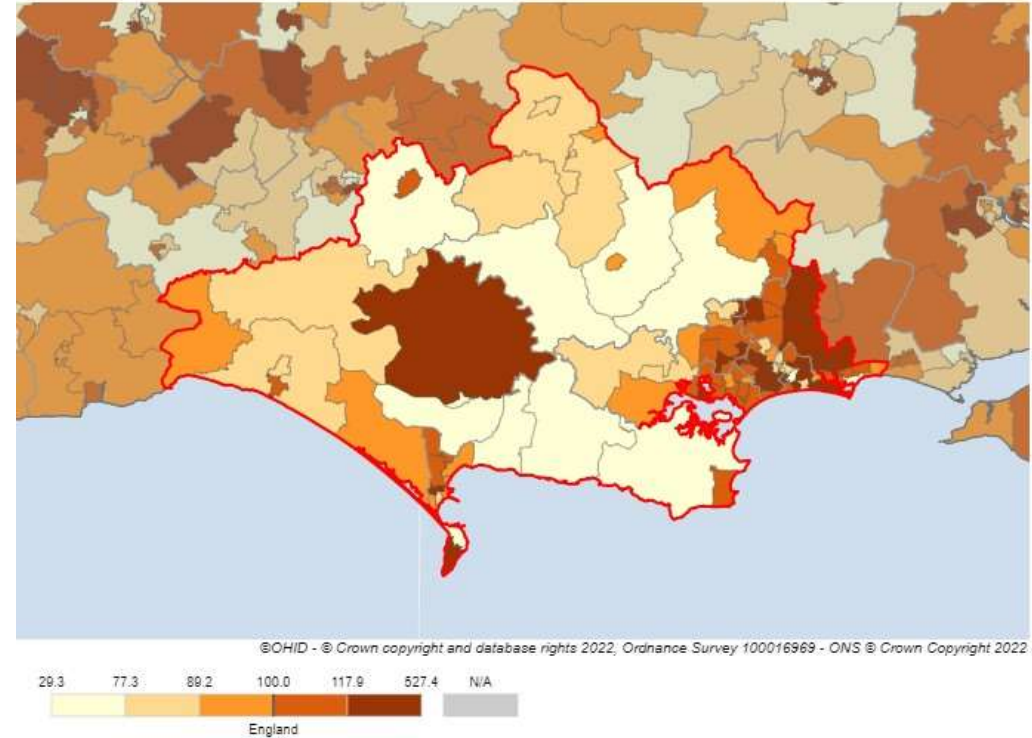 ©OHID - © Crown copyright and database rights 2022, Ordnance Survey 100016969 - ONS © Crown Copyright 2022
29.3 77.3 89.2 100.0 117.9 527.4 N/A
England